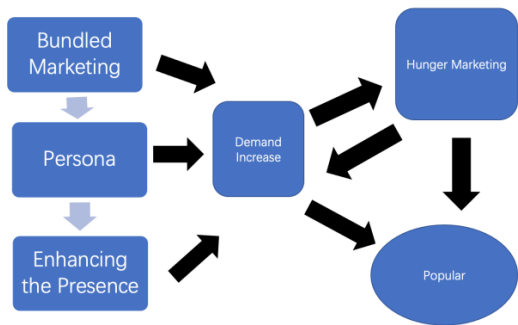 Bundled
Marketing
Persona
Enhancing
the Presence
Demand
Increase
Hunger Marketing
Popular